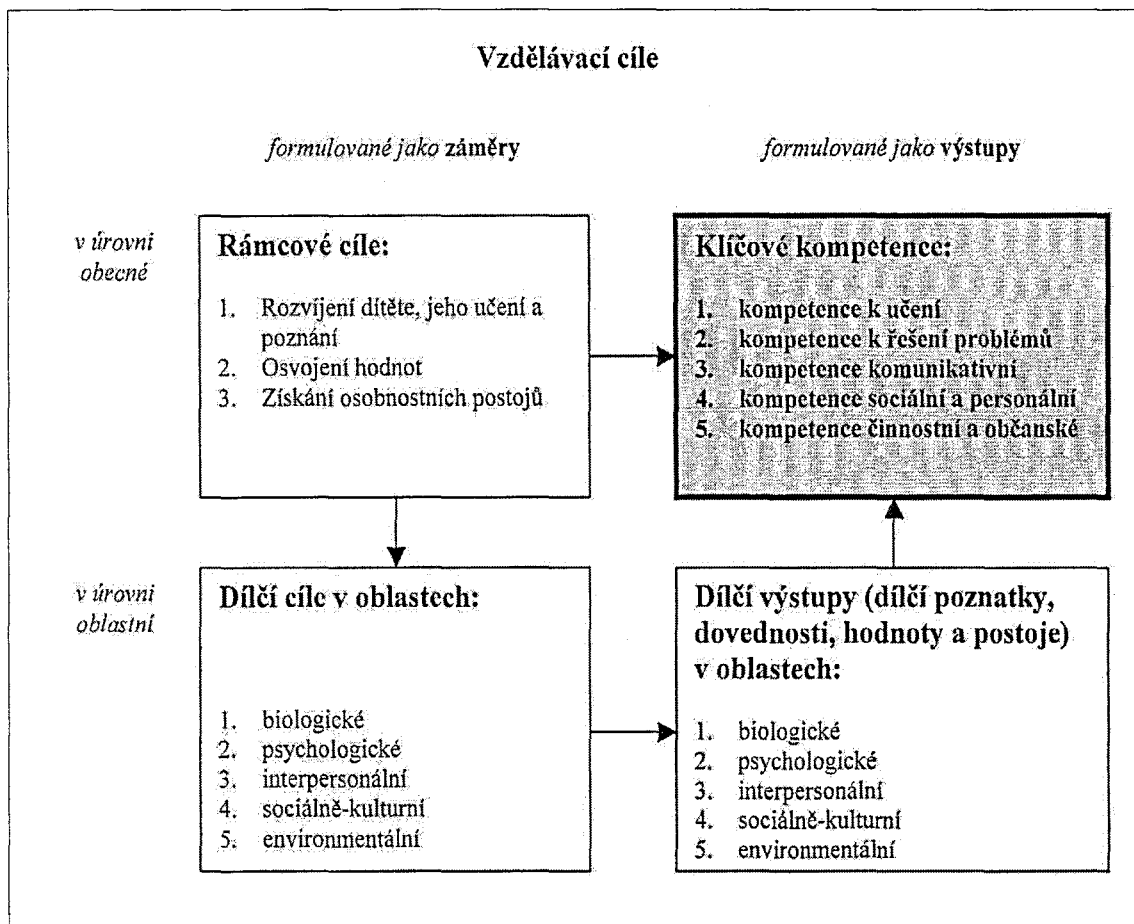 Vzdělávací cíle
formulované jako záměry
formulované jako výstupy
v úrovni
obecné
Rámcové cíle:
1. Rozvíjení dítěte, jeho učení a
poznání
2. Osvojení hodnot
3. Získání osobnostních postojů
Klíčové kompetence:
1. kompetence k učení
2. kompetence k řešení problémů
3. kompetence komunikativní
4. kompetence sociální a personální
5. kompetence činnostní a občanské
v úrovni
oblastní
Dílčí cíle v oblastech:
1. biologické
2. psychologické
3. interpersonální
4. sociálně-kulturní
5. environmentální
Dílčí výstupy (dílčí poznatky,
dovednosti, hodnoty a postoje)
v oblastech:
1. biologické
2. psychologické
3. interpersonální
4. sociálně-kulturní
5. environmentální